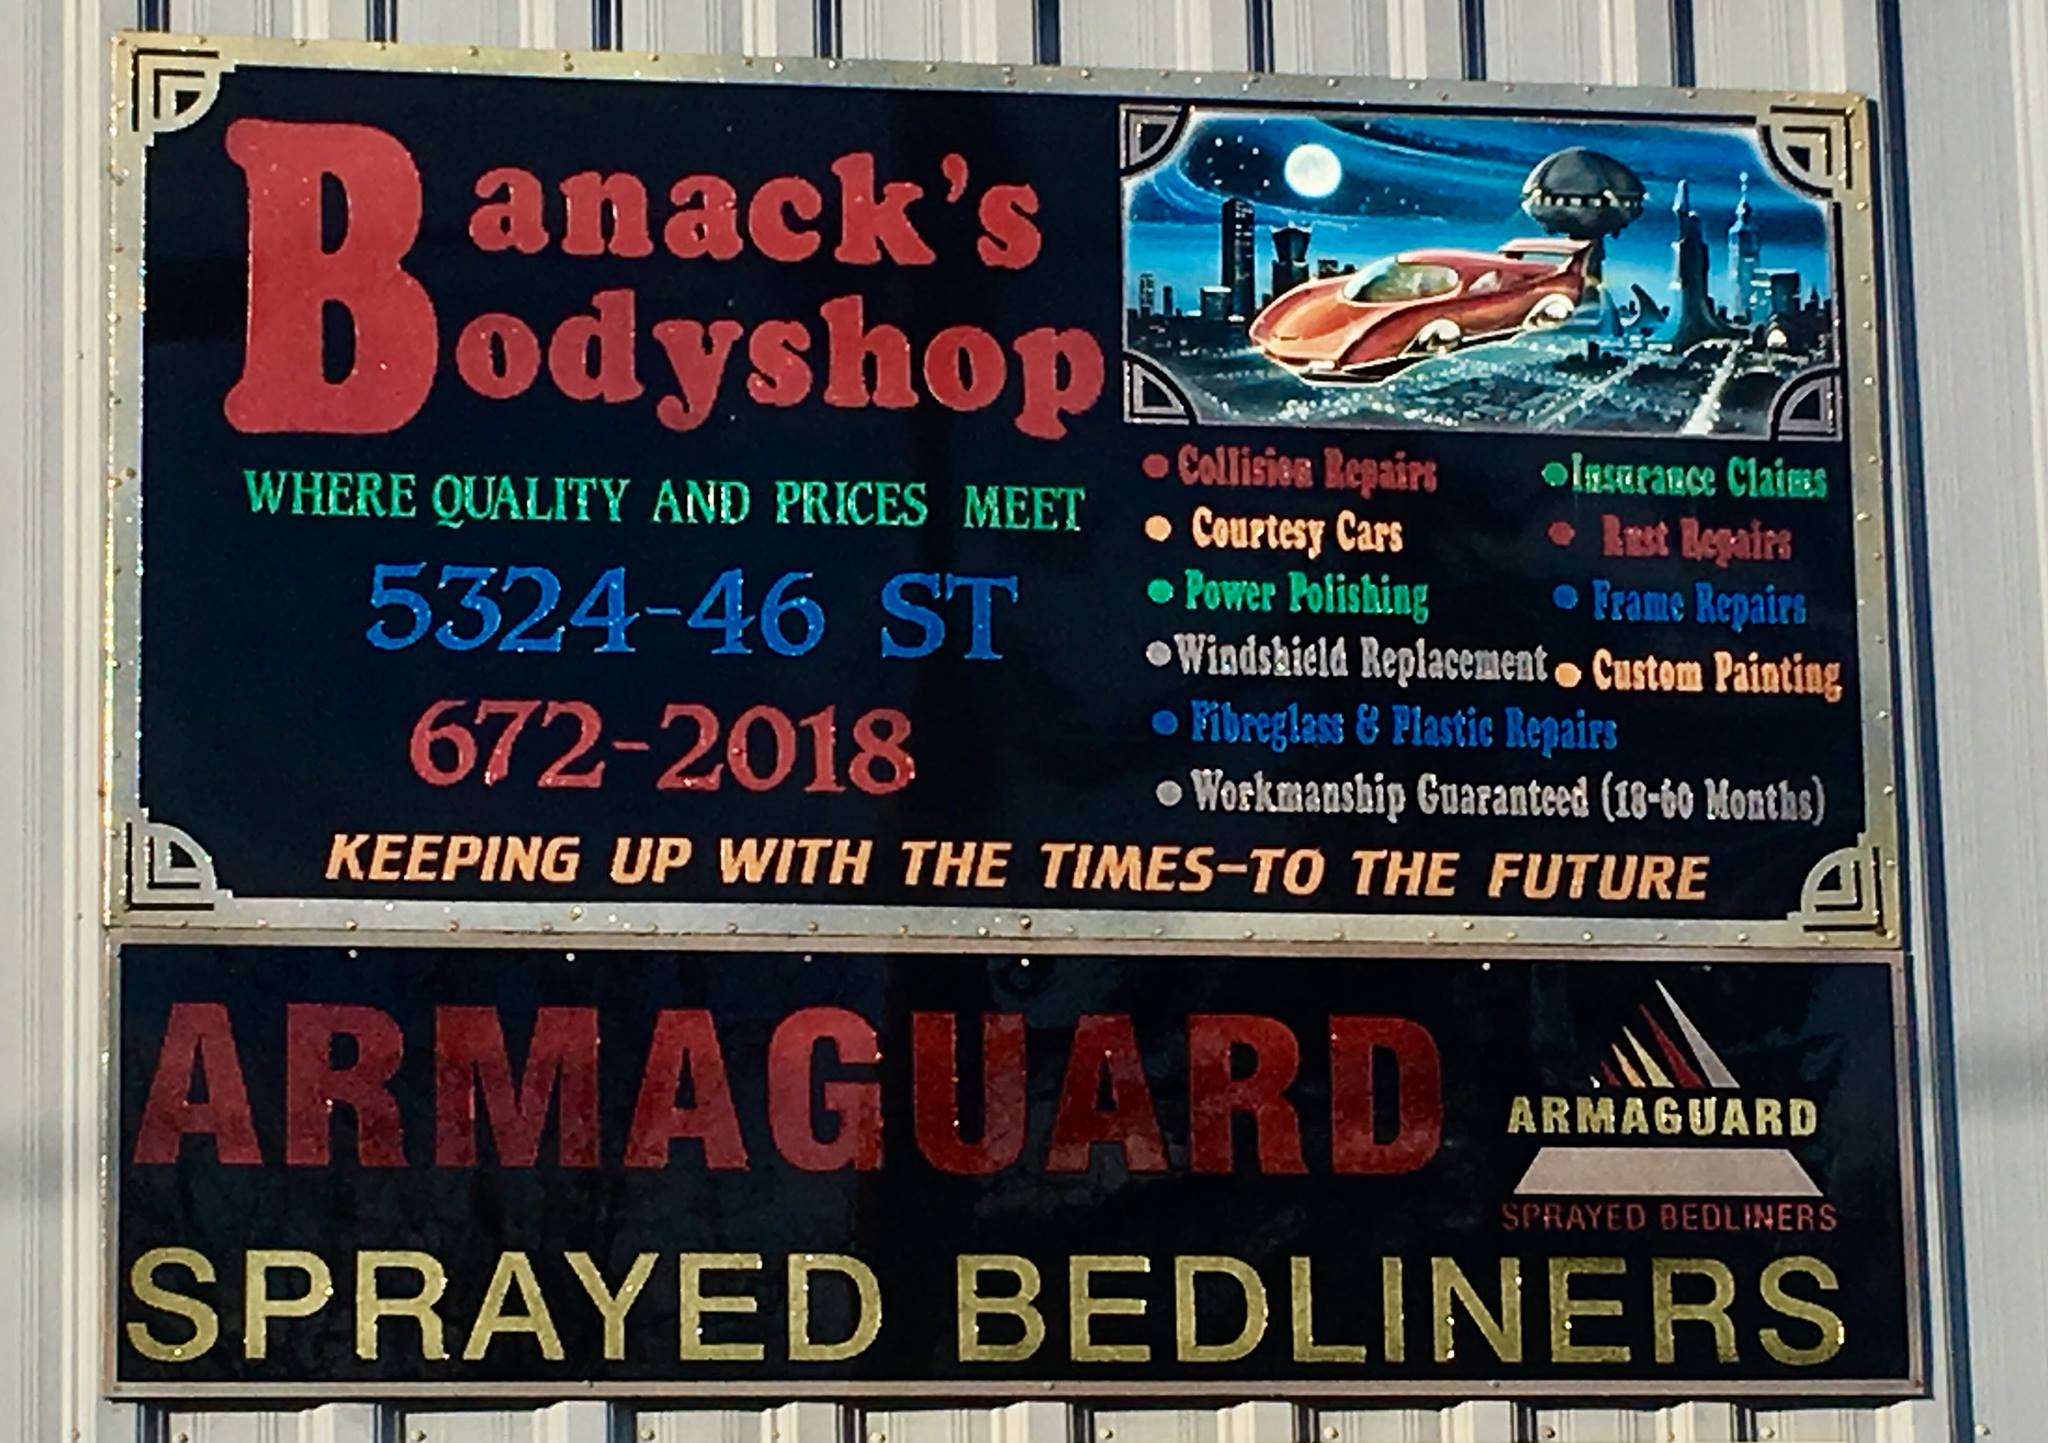 Banack's
Bodyshop
WHERE QUALITY AND PRICES MEET
5324-46 ST
672-2018
• Collision Repairs
• Insurance Claims
• Courtesy Cars
• Rust Repairs
• Power Polishing
• Frame Repairs
• Windshield Replacement
• Custom Painting
• Fibreglass & Plastic Repairs
• Workmanship Guaranteed (18-60 Months)
KEEPING UP WITH THE TIMES-TO THE FUTURE
ARMAGUARD
SPRAYED BEDLINERS
ARMAGUARD
SPRAYED BEDLINERS